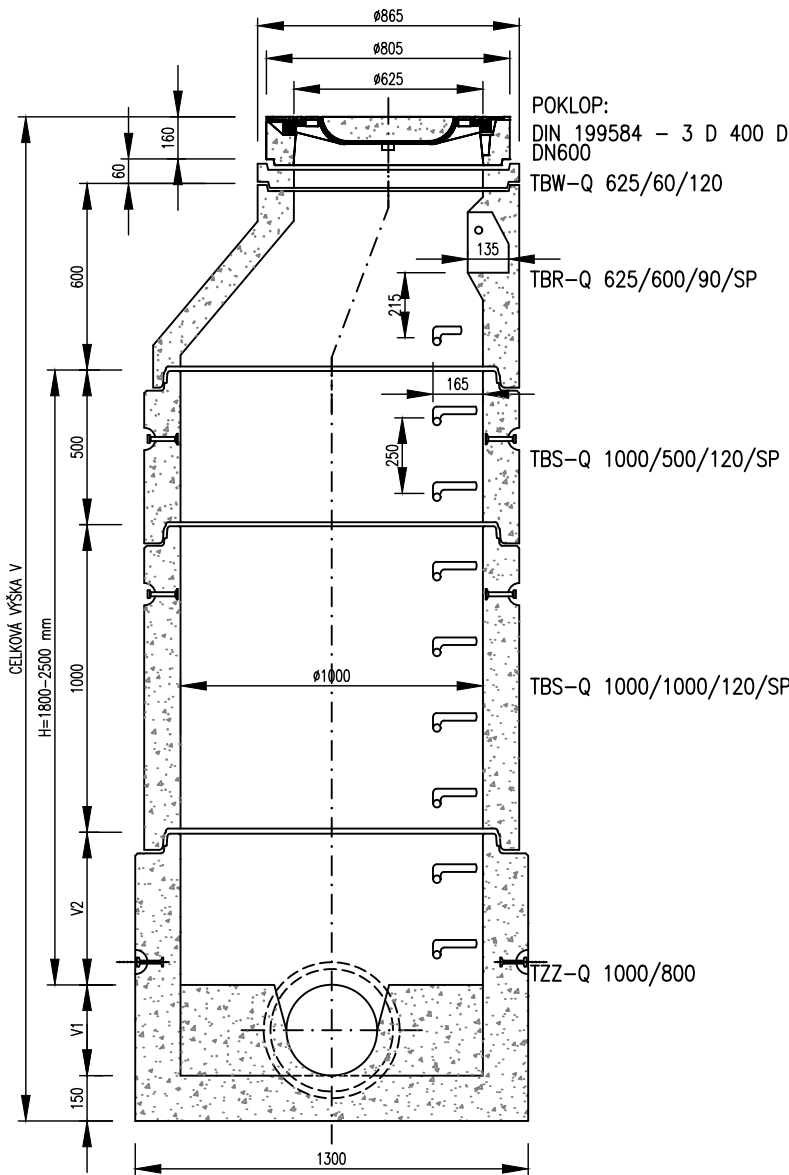 ø865
ø805
ø625
POKLOP:
DIN 199584 - 3 D 400 D
DN600
160
60
TBW-Q 625/60/120
135
TBR-Q 625/600/90/SP
600
215
165
500
250
TBS-Q 1000/500/120/SP
CELKOVÁ VÝŠKA V
H=1800-2500 mm
1000
ø1000
TBS-Q 1000/1000/120/SP
V2
TZZ-Q 1000/800
V1
150
1300